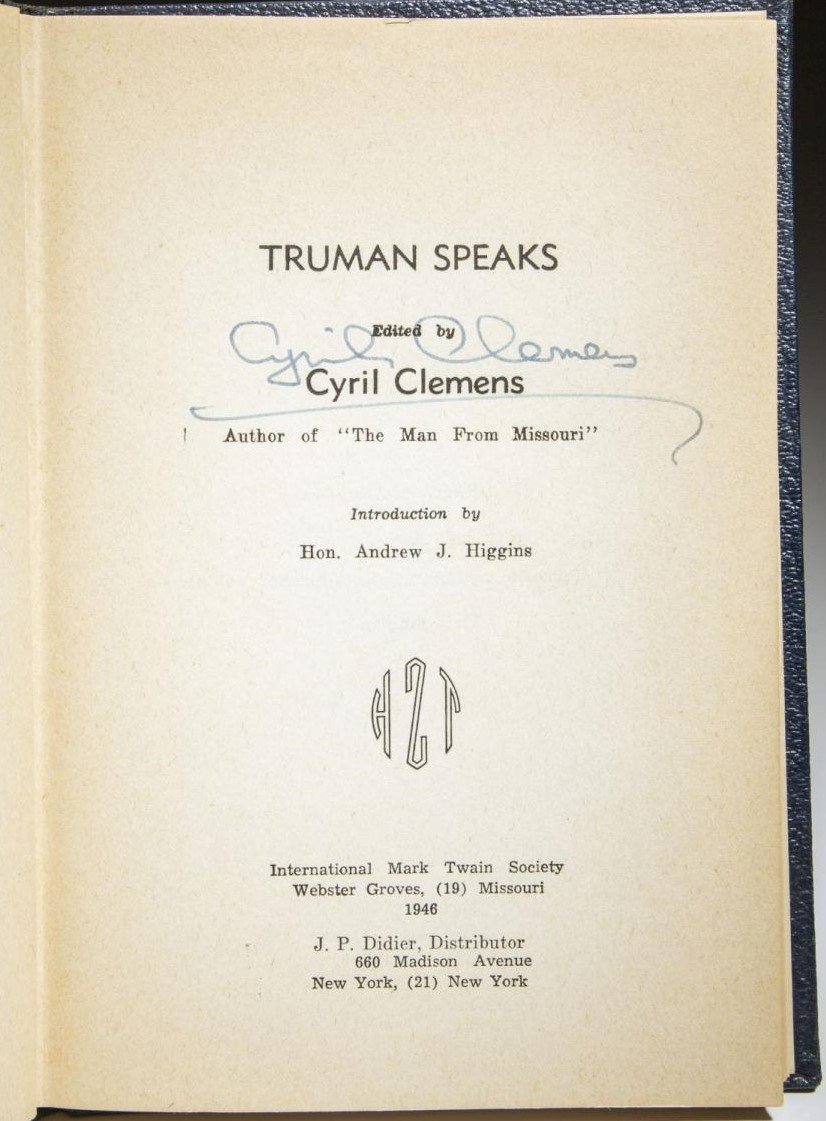 TRUMAN SPEAKS
Edited by
Cyril Clemens
Cyril Clemens
Author of "The Man From Missouri"
Introduction by
Hon. Andrew J. Higgins
HZT
International Mark Twain Society
Webster Groves, (19) Missouri
1946
J. P. Didier, Distributor
660 Madison Avenue
New York, (21) New York